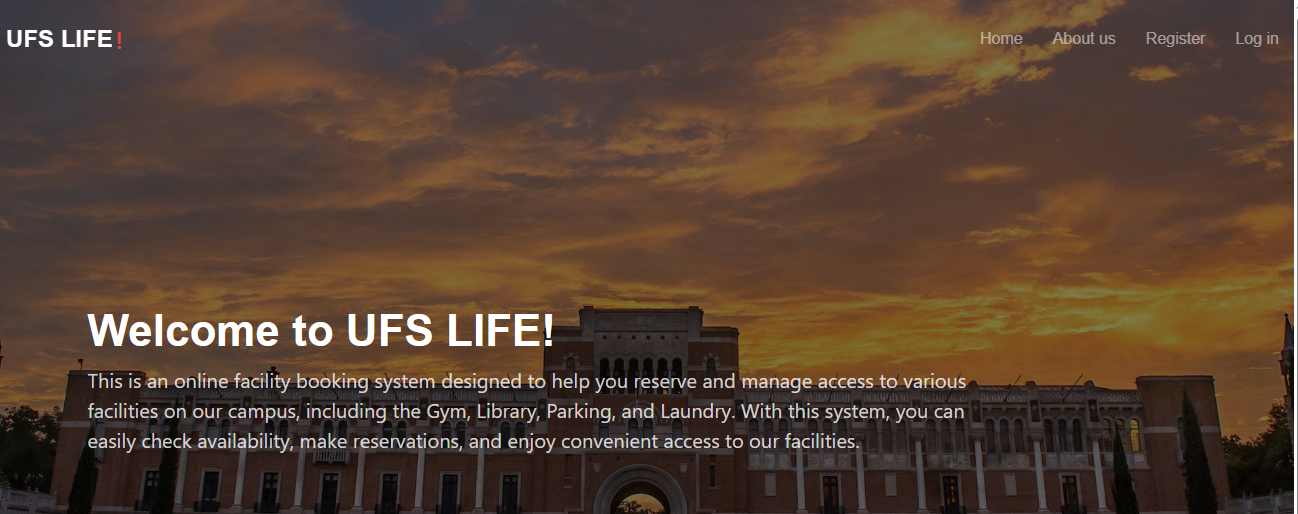 UFS LIFE!
Home About us Register Log in
Welcome to UFS LIFE!
This is an online facility booking system designed to help you reserve and manage access to various
facilities on our campus, including the Gym, Library, Parking, and Laundry. With this system, you can
easily check availability, make reservations, and enjoy convenient access to our facilities.